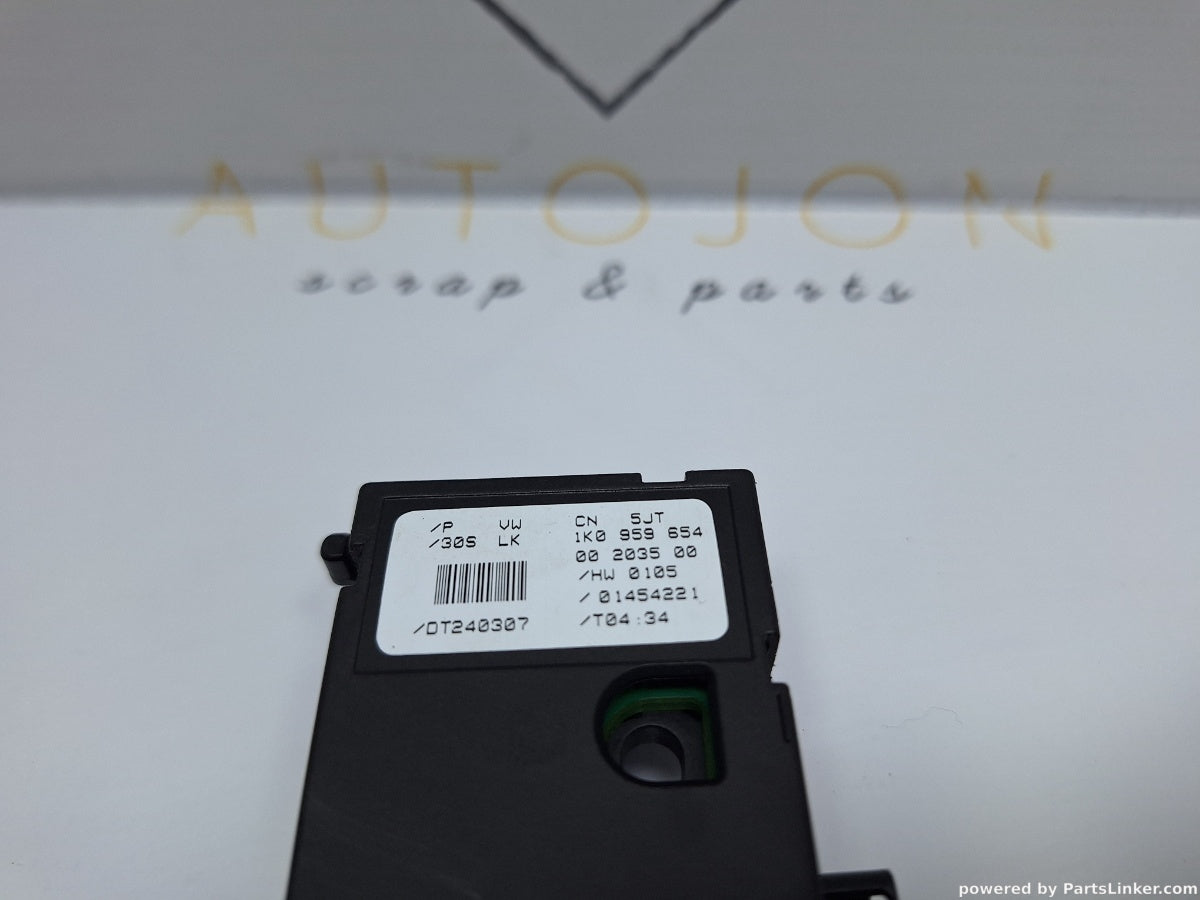 AUTOJON
scrap & parts
/P VW CN 5JT
/30S LK 1K0 959 654
00 2035 00
/HW 0105
/ 01454221
/DT240307 /T04:34
powered by PartsLinker.com